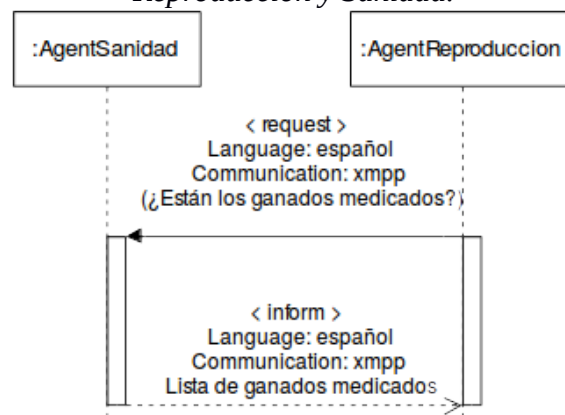 Reproducción y Sanidad.
:AgentSanidad
:AgentReproduccion
< request >
Language: español
Communication: xmpp
(¿Están los ganados medicados?)
< inform >
Language: español
Communication: xmpp
Lista de ganados medicados